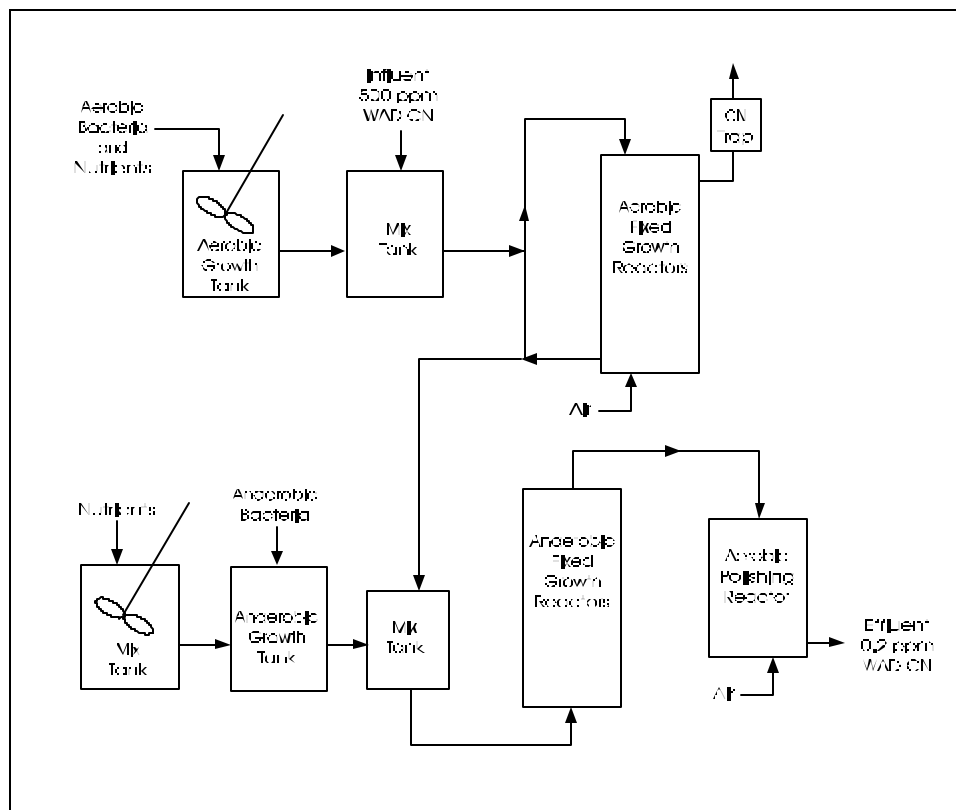 Influent
500 ppm
WAD CN
Aerobic
Bacteria
and
Nutrients
CN
Trap
Mix
Tank
Aerobic
Fixed
Growth
Reactors
Aerobic
Growth
Tank
Air
Nutrients
Anaerobic
Bacteria
Anaerobic
Fixed
Growth
Reactors
Aerobic
Polishing
Reactor
Mix
Tank
Anaerobic
Growth
Tank
Mix
Tank
Effluent
0.2 ppm
WAD CN
Air